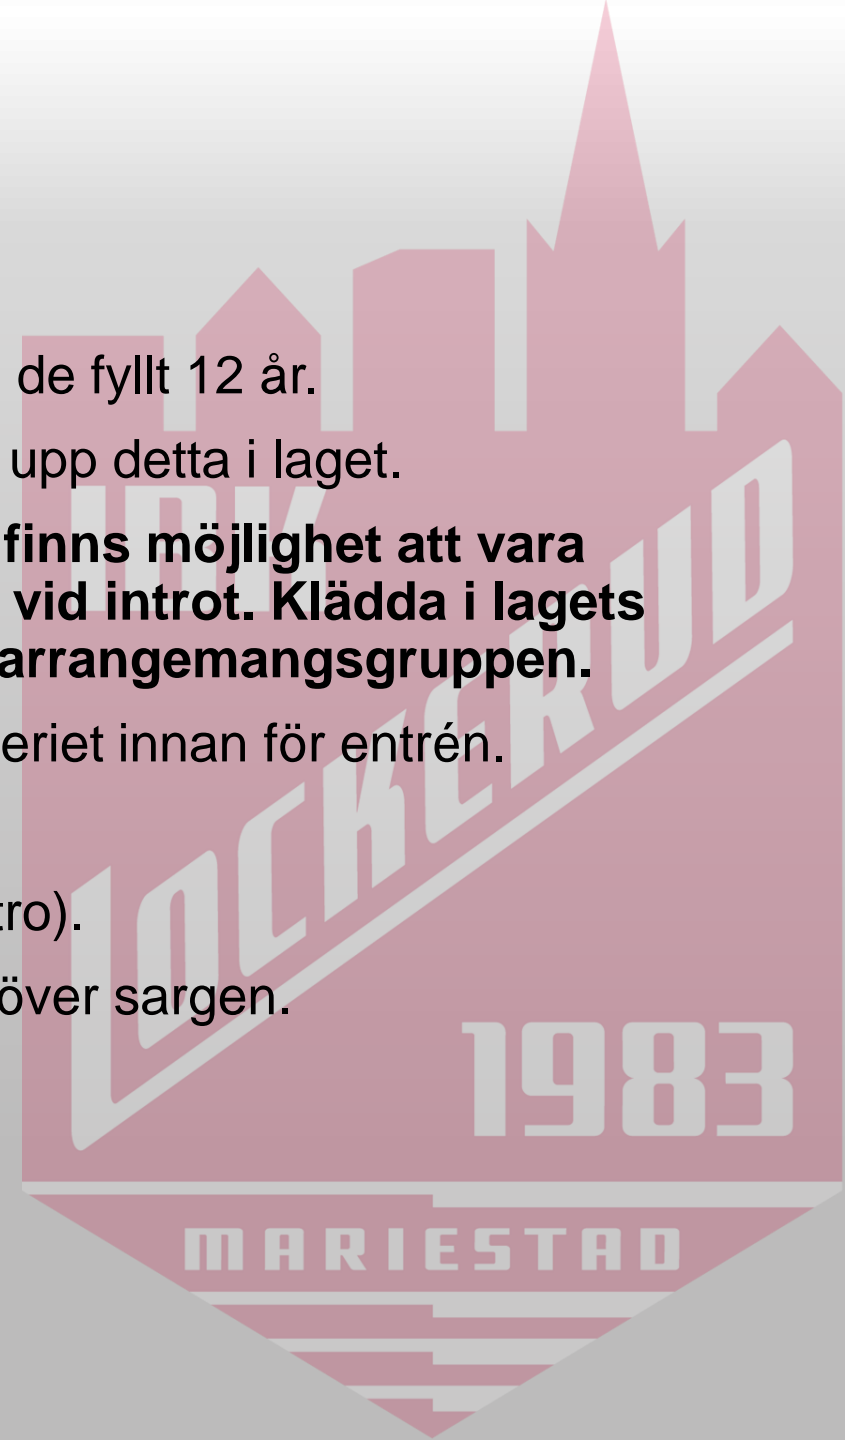 de fyllt 12 år.
upp detta i laget.
finns möjlighet att vara
vid introt. Klädda i lagets
arrangemangsgruppen.
eriet innan för entrén.
tro).
över sargen.
IBK
LOCKERUD
1983
MARIESTAD